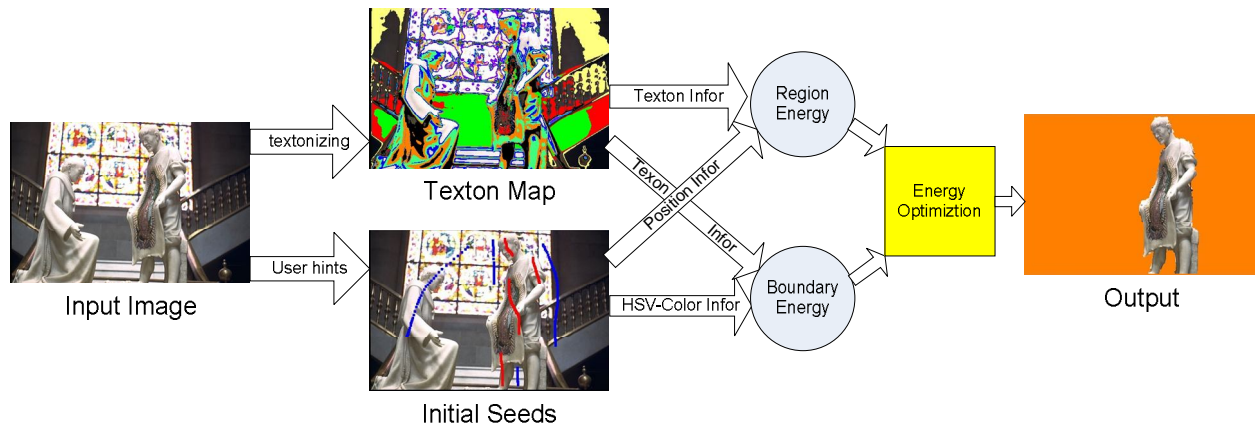 textonizing
User hints
Input Image
Texton Map
Initial Seeds
Texton Infor
Texon Infor
Position Infor
HSV-Color Infor
Region
Energy
Boundary
Energy
Energy
Optimiztion
Output